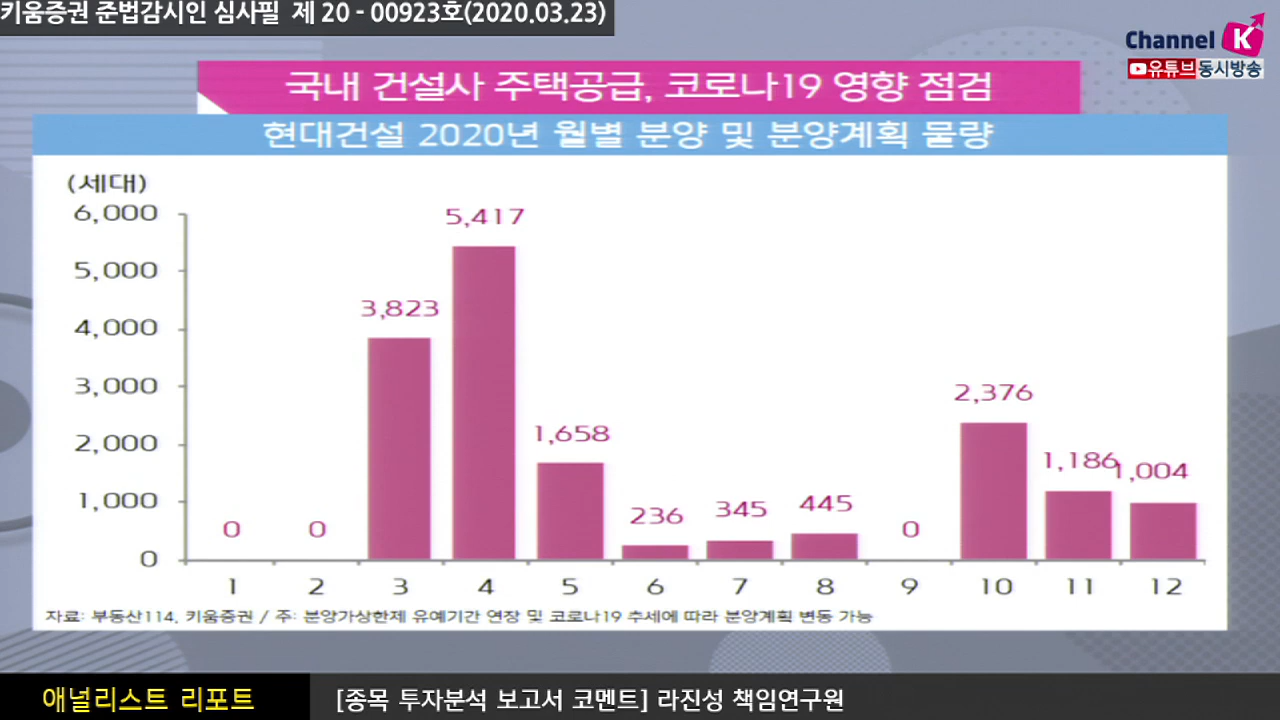 키움증권 준법감시인 심사필 제 20 - 00923호(2020.03.23)
Channel K
유튜브동시방송
국내 건설사 주택공급, 코로나19 영향 점검
현대건설 2020년 월별 분양 및 분양계획 물량
(세대)
6,000
5,000
4,000
3,000
2,000
1,000
0
0
0
3,823
5,417
1,658
236
345
445
0
2,376
1,186
1,004
1 2 3 4 5 6 7 8 9 10 11 12
자료: 부동산114, 키움증권 / 주: 분양가상한제 유예기간 연장 및 코로나19 추세에 따라 분양계획 변동 가능
애널리스트 리포트
[종목 투자분석 보고서 코멘트] 라진성 책임연구원